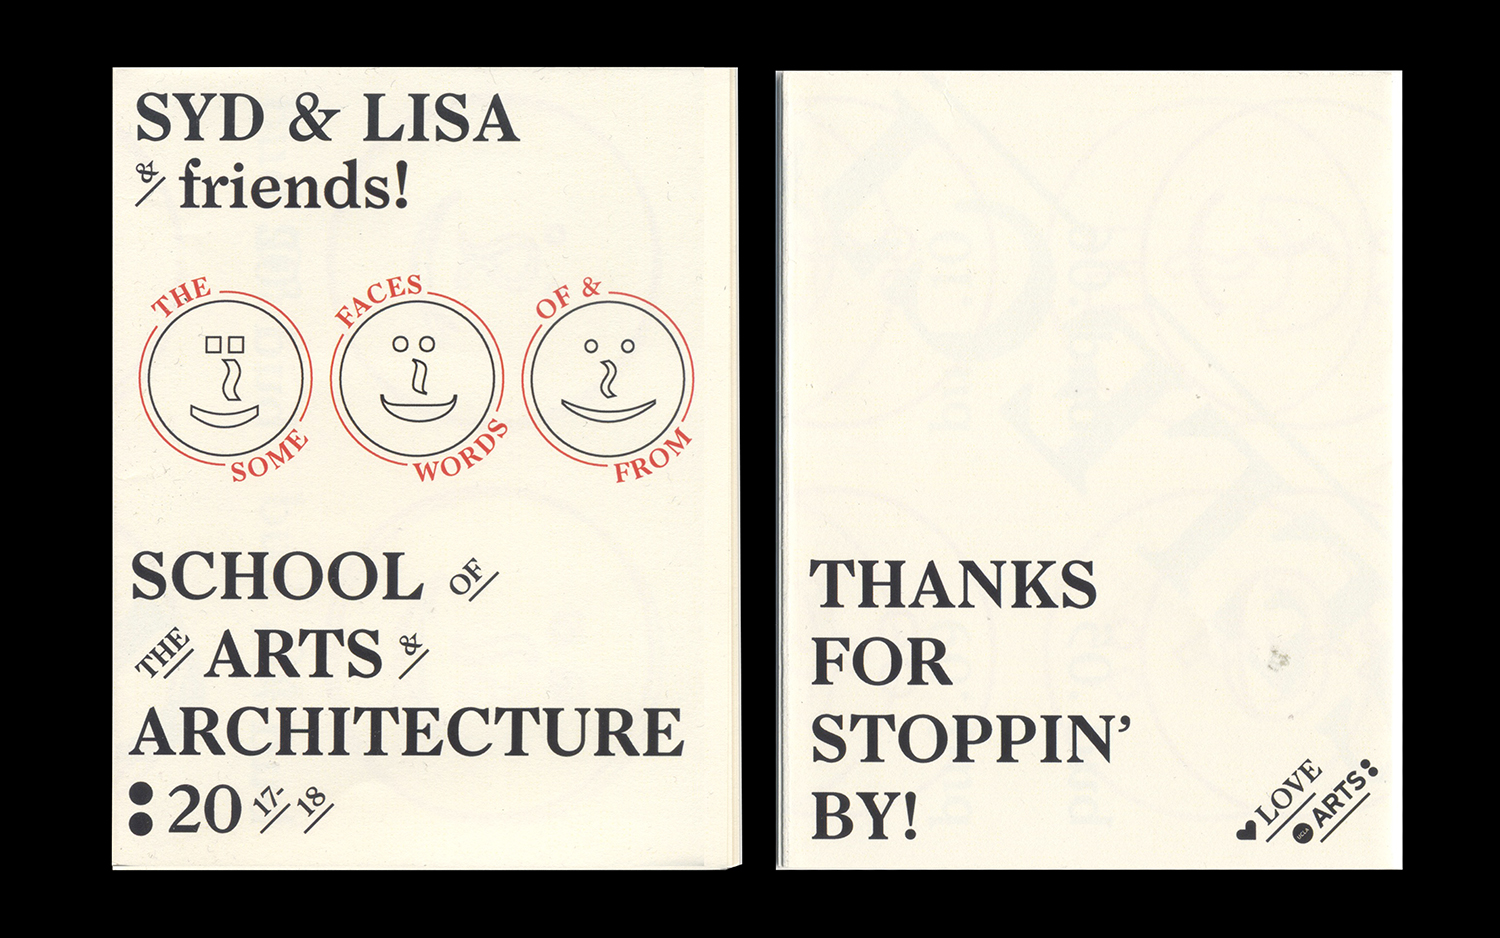 SYD & LISA
& friends!
THE FACES OF &
SOME WORDS FROM
SCHOOL OF
THE ARTS &
ARCHITECTURE
:20 17-18
THANKS
FOR
STOPPIN’
BY!
♥ LOVE
UCLA ARTS: